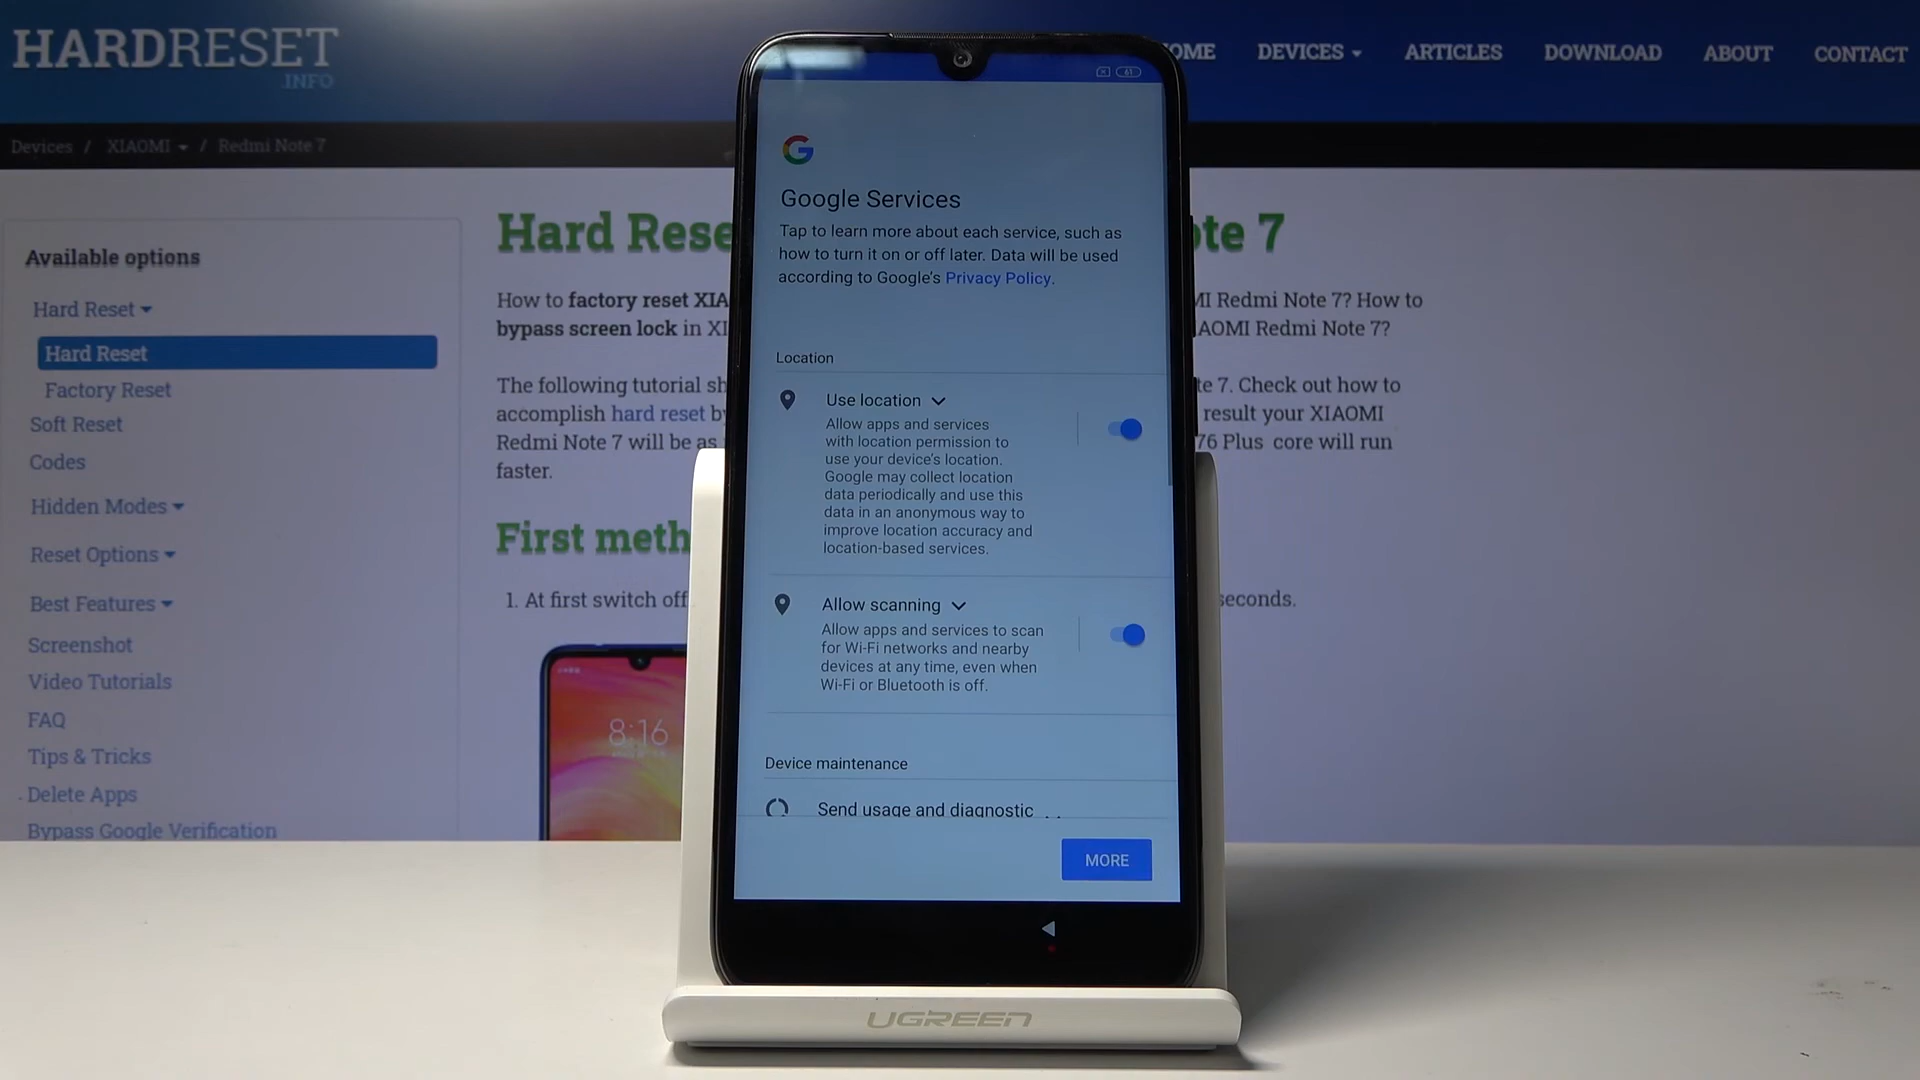 HARDRESET
.INFO
HOME DEVICES ARTICLES DOWNLOAD ABOUT CONTACT
Devices / XIAOMI / Redmi Note 7
Available options
Hard Reset
Hard Reset
Factory Reset
Soft Reset
Codes
Hidden Modes
Reset Options
Best Features
Screenshot
Video Tutorials
FAQ
Tips & Tricks
Delete Apps
Bypass Google Verification
Hard Rese te 7
How to factory reset XIA MI Redmi Note 7? How to
bypass screen lock in XI AOMI Redmi Note 7?
The following tutorial sh te 7. Check out how to
accomplish hard reset by result your XIAOMI
Redmi Note 7 will be as 76 Plus core will run
faster.
First meth
1. At first switch off seconds.
8:16
61
G
Google Services
Tap to learn more about each service, such as
how to turn it on or off later. Data will be used
according to Google's Privacy Policy.
Location
Use location
Allow apps and services
with location permission to
use your device's location.
Google may collect location
data periodically and use this
data in an anonymous way to
improve location accuracy and
location-based services.
Allow scanning
Allow apps and services to scan
for Wi-Fi networks and nearby
devices at any time, even when
Wi-Fi or Bluetooth is off.
Device maintenance
Send usage and diagnostic
MORE
UGREEN